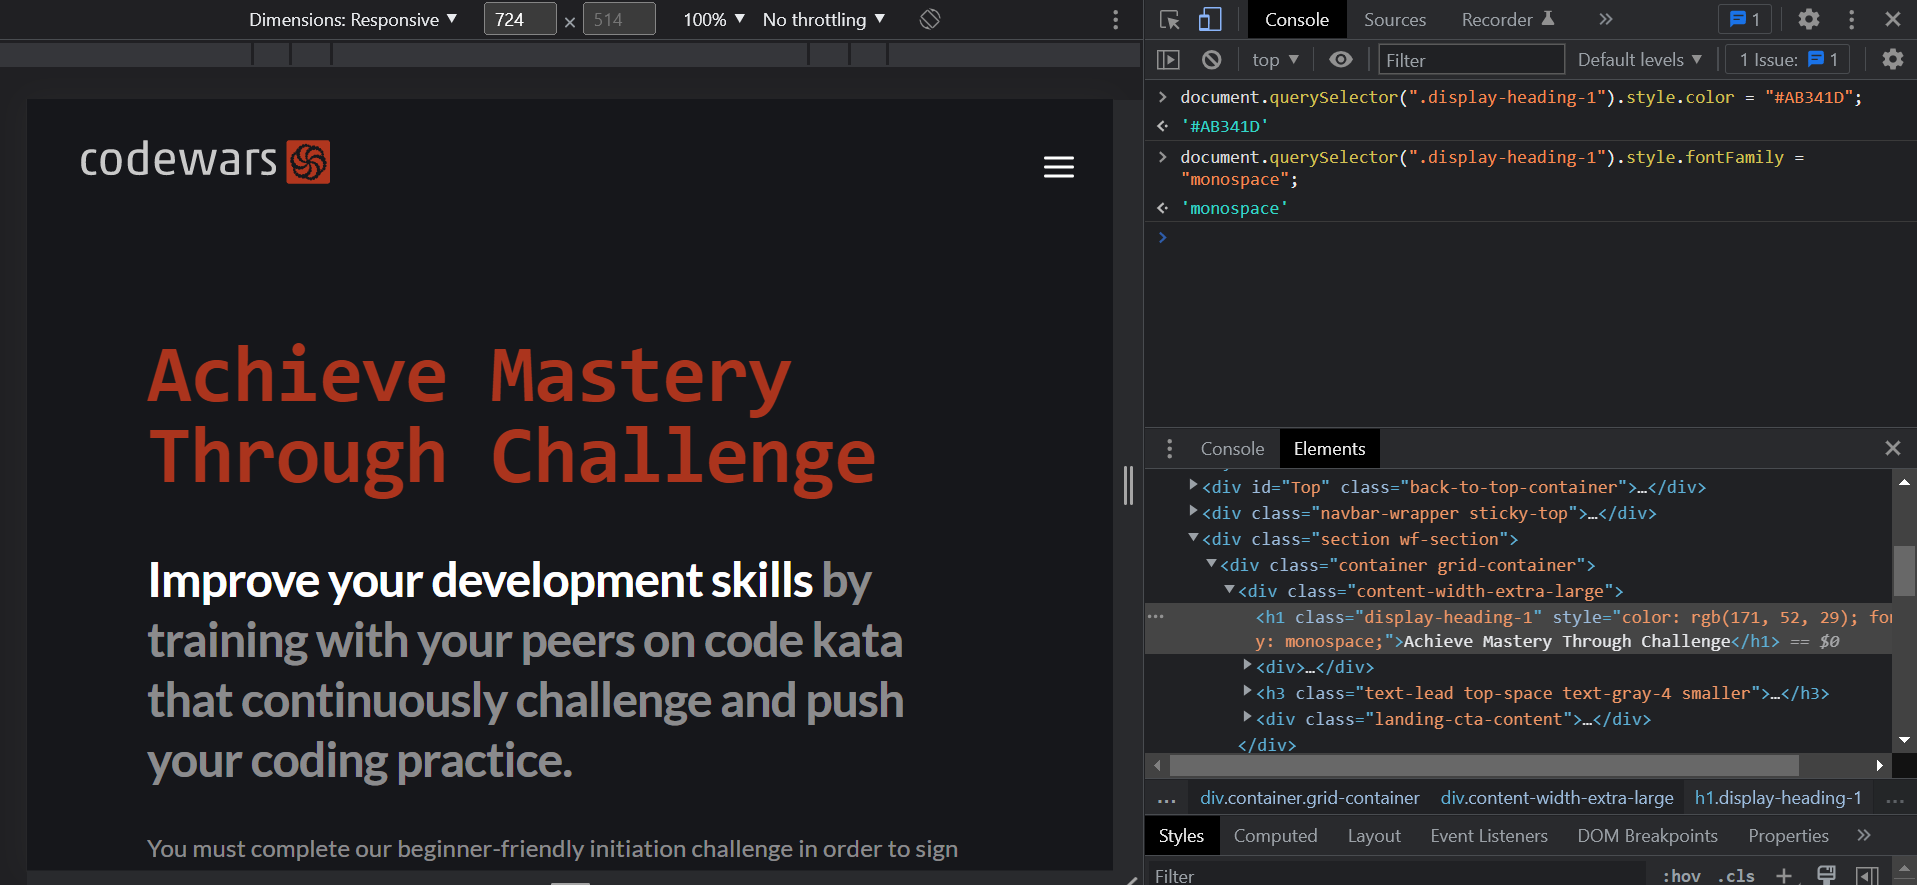 Dimensions: Responsive ▼ 724 × 514 100% ▼ No throttling ▼
Console Sources Recorder » 1
top ▼ Filter Default levels ▼ 1 Issue: 1
> document.querySelector(".display-heading-1").style.color = "#AB341D";
'#AB341D'
> document.querySelector(".display-heading-1").style.fontFamily =
"monospace";
'monospace'
>
codewars
Achieve Mastery
Through Challenge
Improve your development skills by
training with your peers on code kata
that continuously challenge and push
your coding practice.
You must complete our beginner-friendly initiation challenge in order to sign
Console Elements
▶<div id="Top" class="back-to-top-container">…</div>
▶<div class="navbar-wrapper sticky-top">…</div>
▼<div class="section wf-section">
▼<div class="container grid-container">
▼<div class="content-width-extra-large">
<h1 class="display-heading-1" style="color: rgb(171, 52, 29); fon
y: monospace;">Achieve Mastery Through Challenge</h1> == $0
▶<div>…</div>
▶<h3 class="text-lead top-space text-gray-4 smaller">…</h3>
▶<div class="landing-cta-content">…</div>
</div>
... div.container.grid-container div.content-width-extra-large h1.display-heading-1 ...
Styles Computed Layout Event Listeners DOM Breakpoints Properties »
Filter :hov .cls +